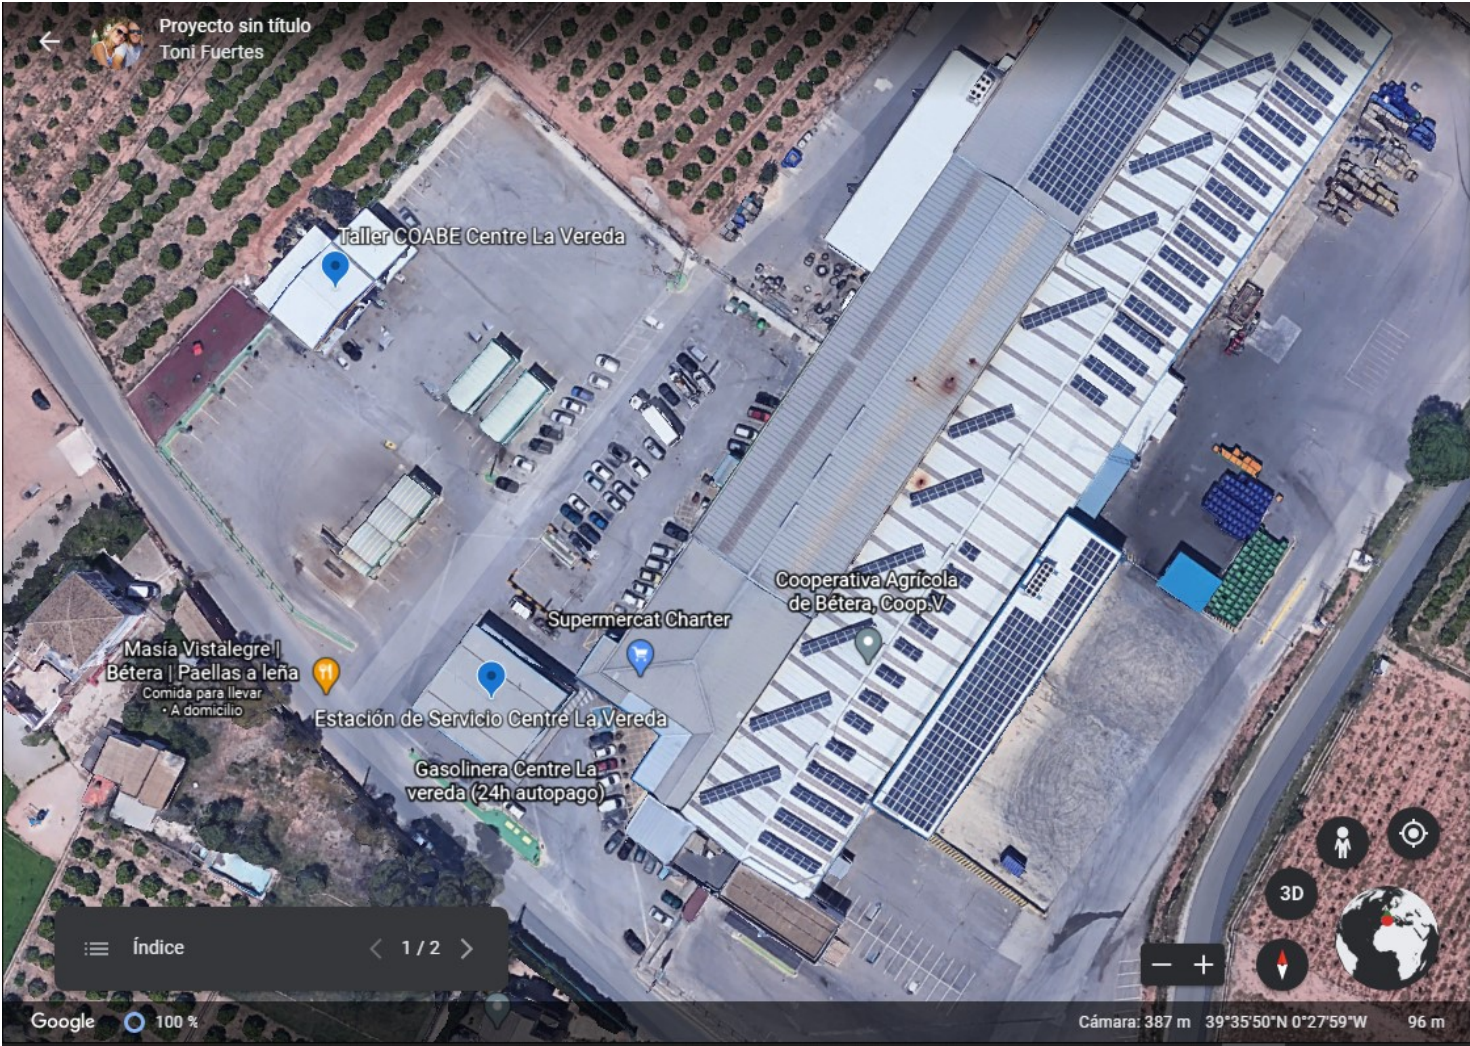 Proyecto sin título
Toni Fuertes
Taller COABE Centre La Vereda
Cooperativa Agrícola
de Bétera, Coop.V
Supermercat Charter
Masía Vistalegre |
Bétera | Paellas a leña
Comida para llevar
• A domicilio
Estación de Servicio Centre La Vereda
Gasolinera Centre La
vereda (24h autopago)
3D
Índice
1 / 2
Google
100 %
Cámara: 387 m
39°35'50"N 0°27'59"W
96 m